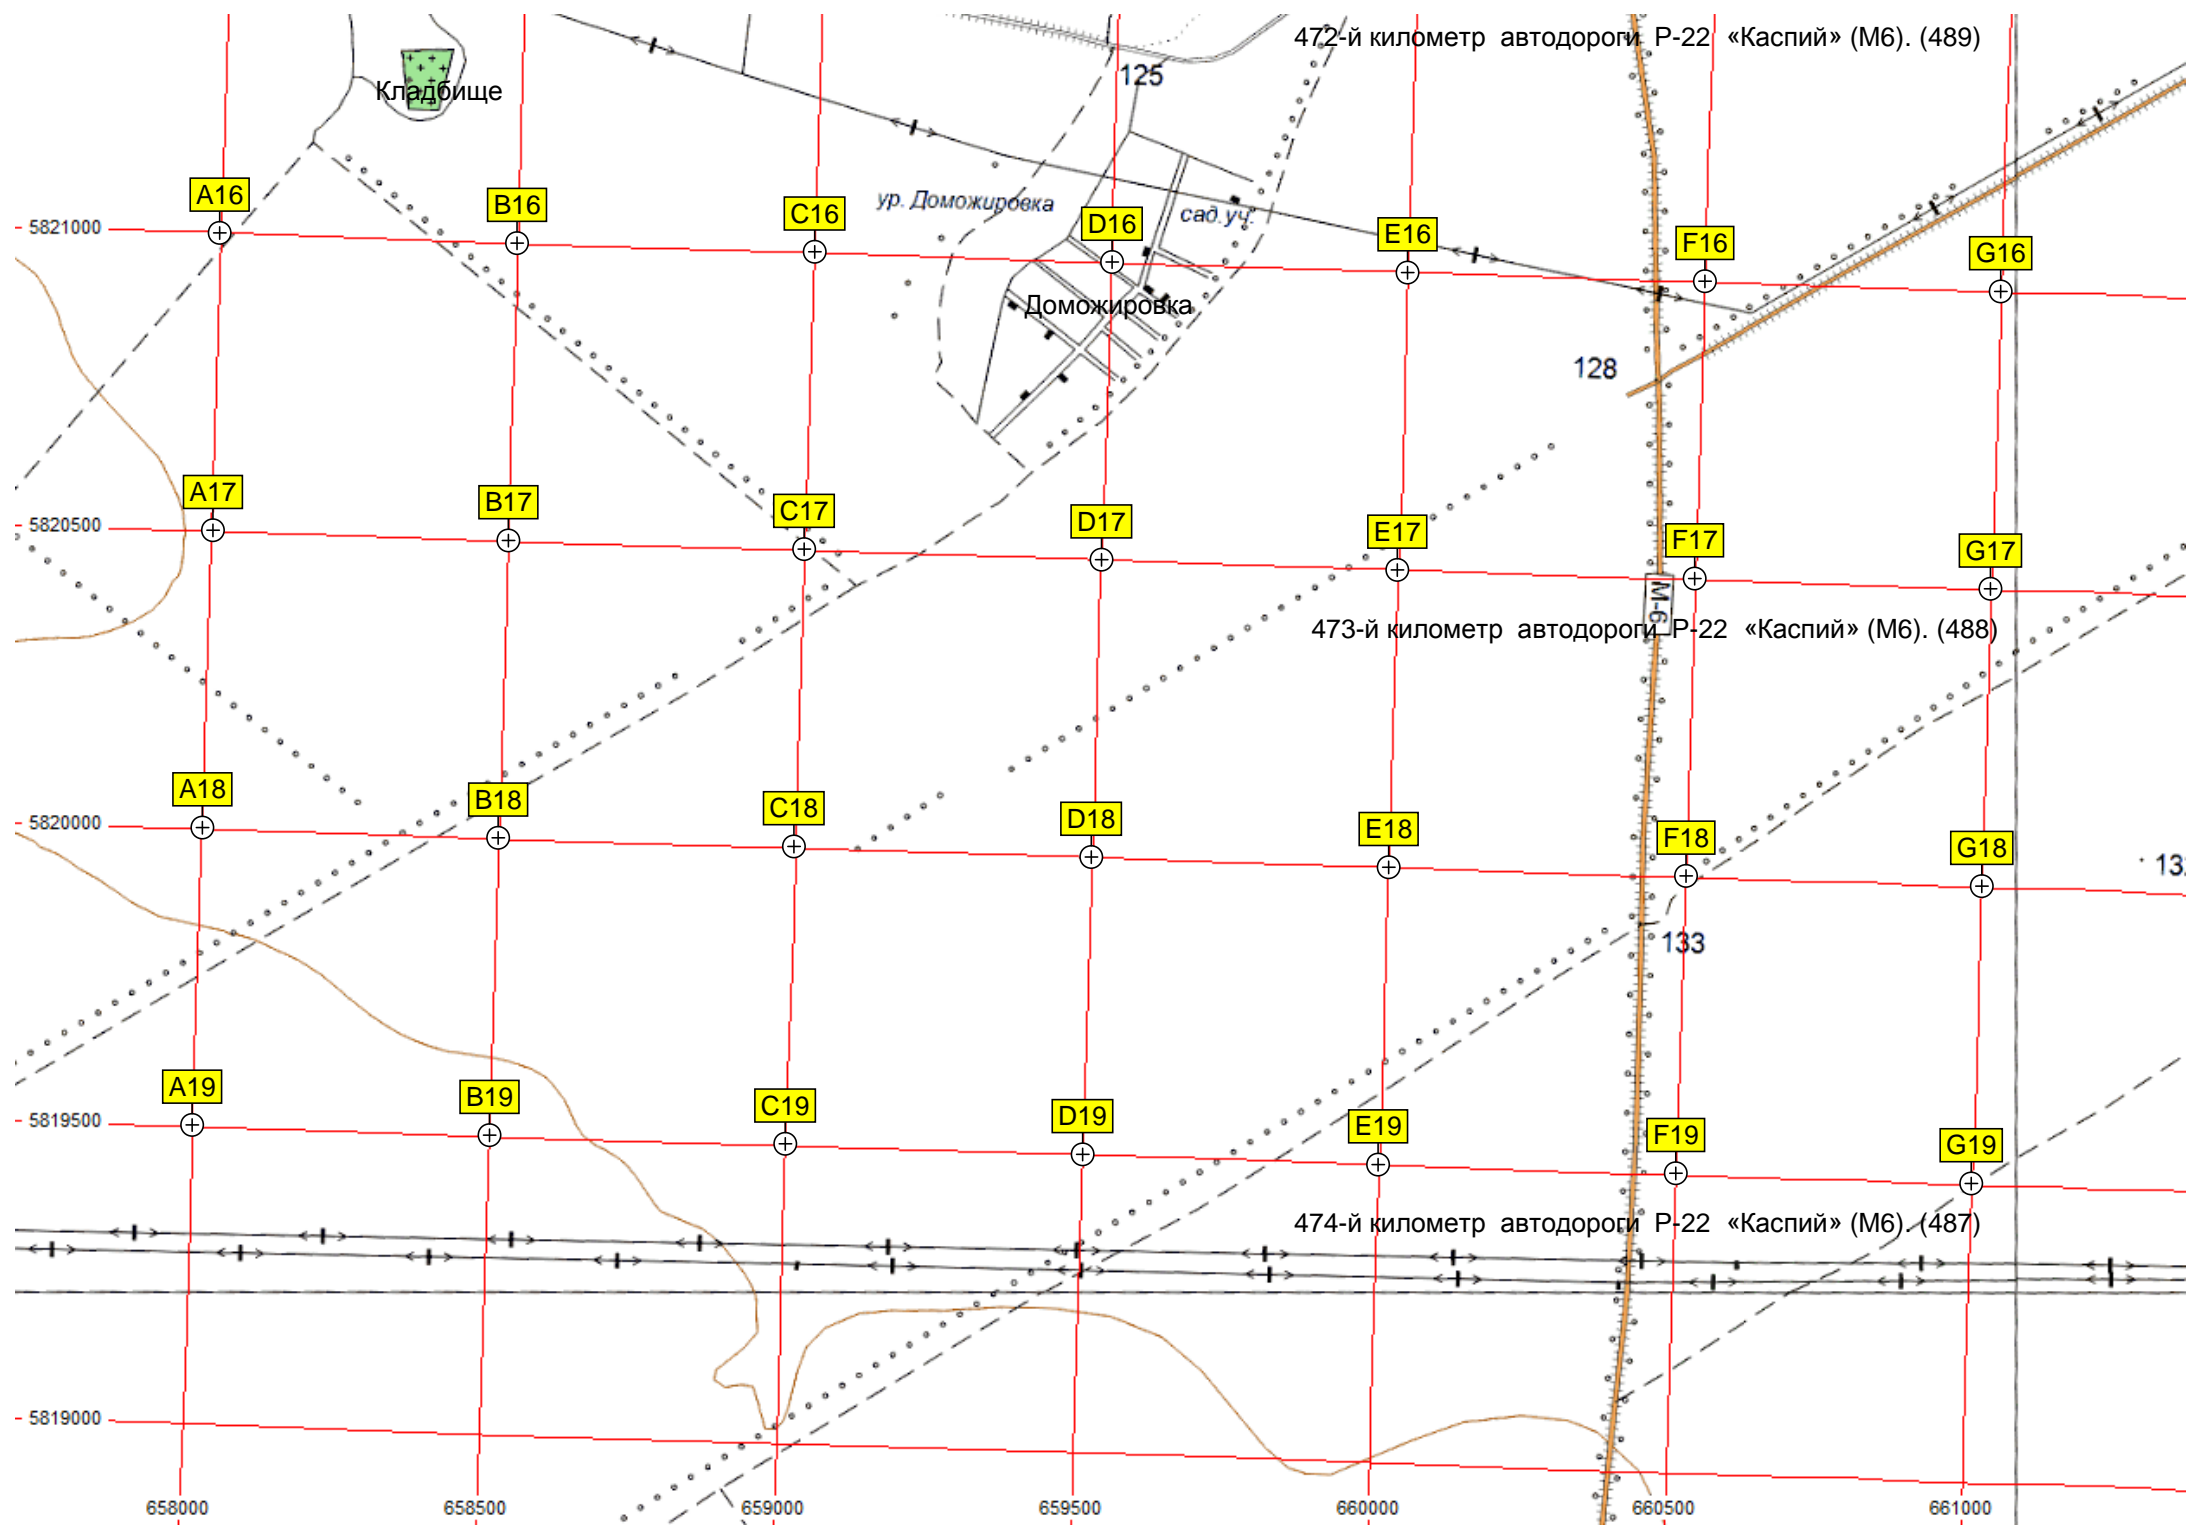 472-й километр автодороги Р-22 «Каспий» (М6). (489)
125
Кладбище
A16
B16
C16
D16
E16
F16
G16
ур. Доможировка
сад. уч.
5821000
Доможировка
128
A17
B17
C17
D17
E17
F17
G17
5820500
М-6
473-й километр автодороги Р-22 «Каспий» (М6). (488)
A18
B18
C18
D18
E18
F18
G18
5820000
133
A19
B19
C19
D19
E19
F19
G19
5819500
474-й километр автодороги Р-22 «Каспий» (М6). (487)
5819000
658000
658500
659000
659500
660000
660500
661000